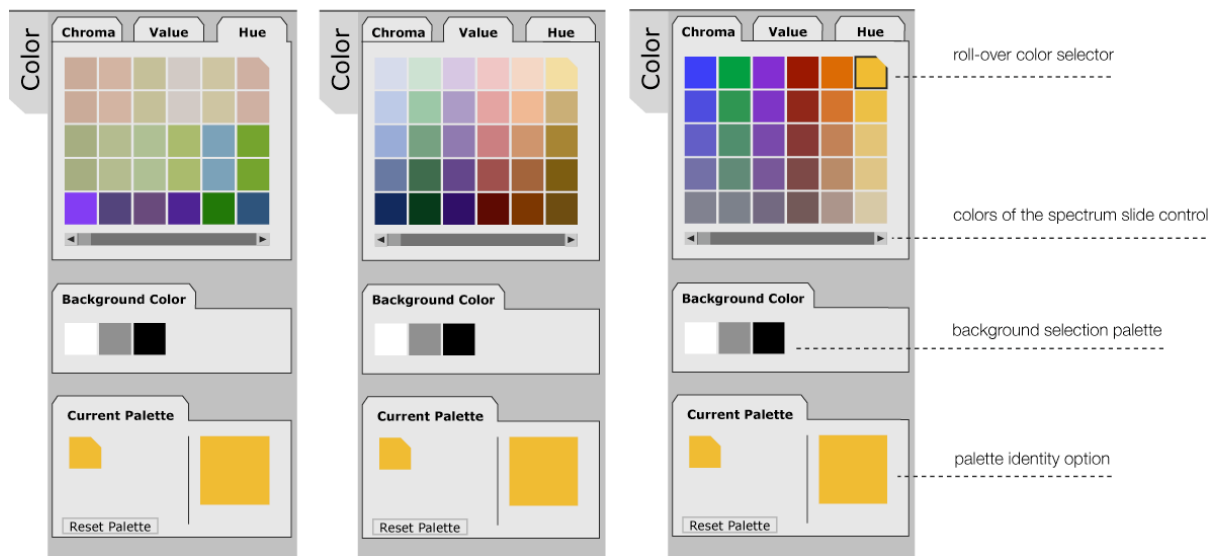 Color
Chroma Value Hue
Background Color
Current Palette
Reset Palette
Color
Chroma Value Hue
Background Color
Current Palette
Reset Palette
Color
Chroma Value Hue
Background Color
Current Palette
Reset Palette
roll-over color selector
colors of the spectrum slide control
background selection palette
palette identity option